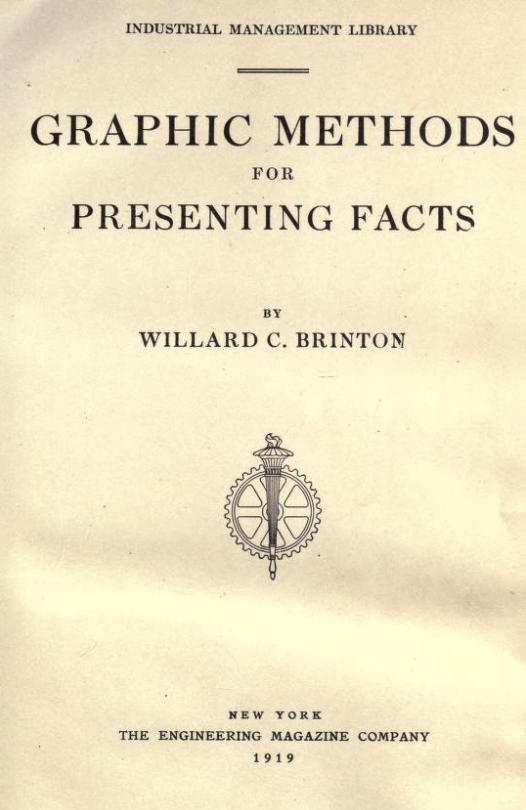 INDUSTRIAL MANAGEMENT LIBRARY
GRAPHIC METHODS
FOR
PRESENTING FACTS
BY
WILLARD C. BRINTON
NEW YORK
THE ENGINEERING MAGAZINE COMPANY
1919